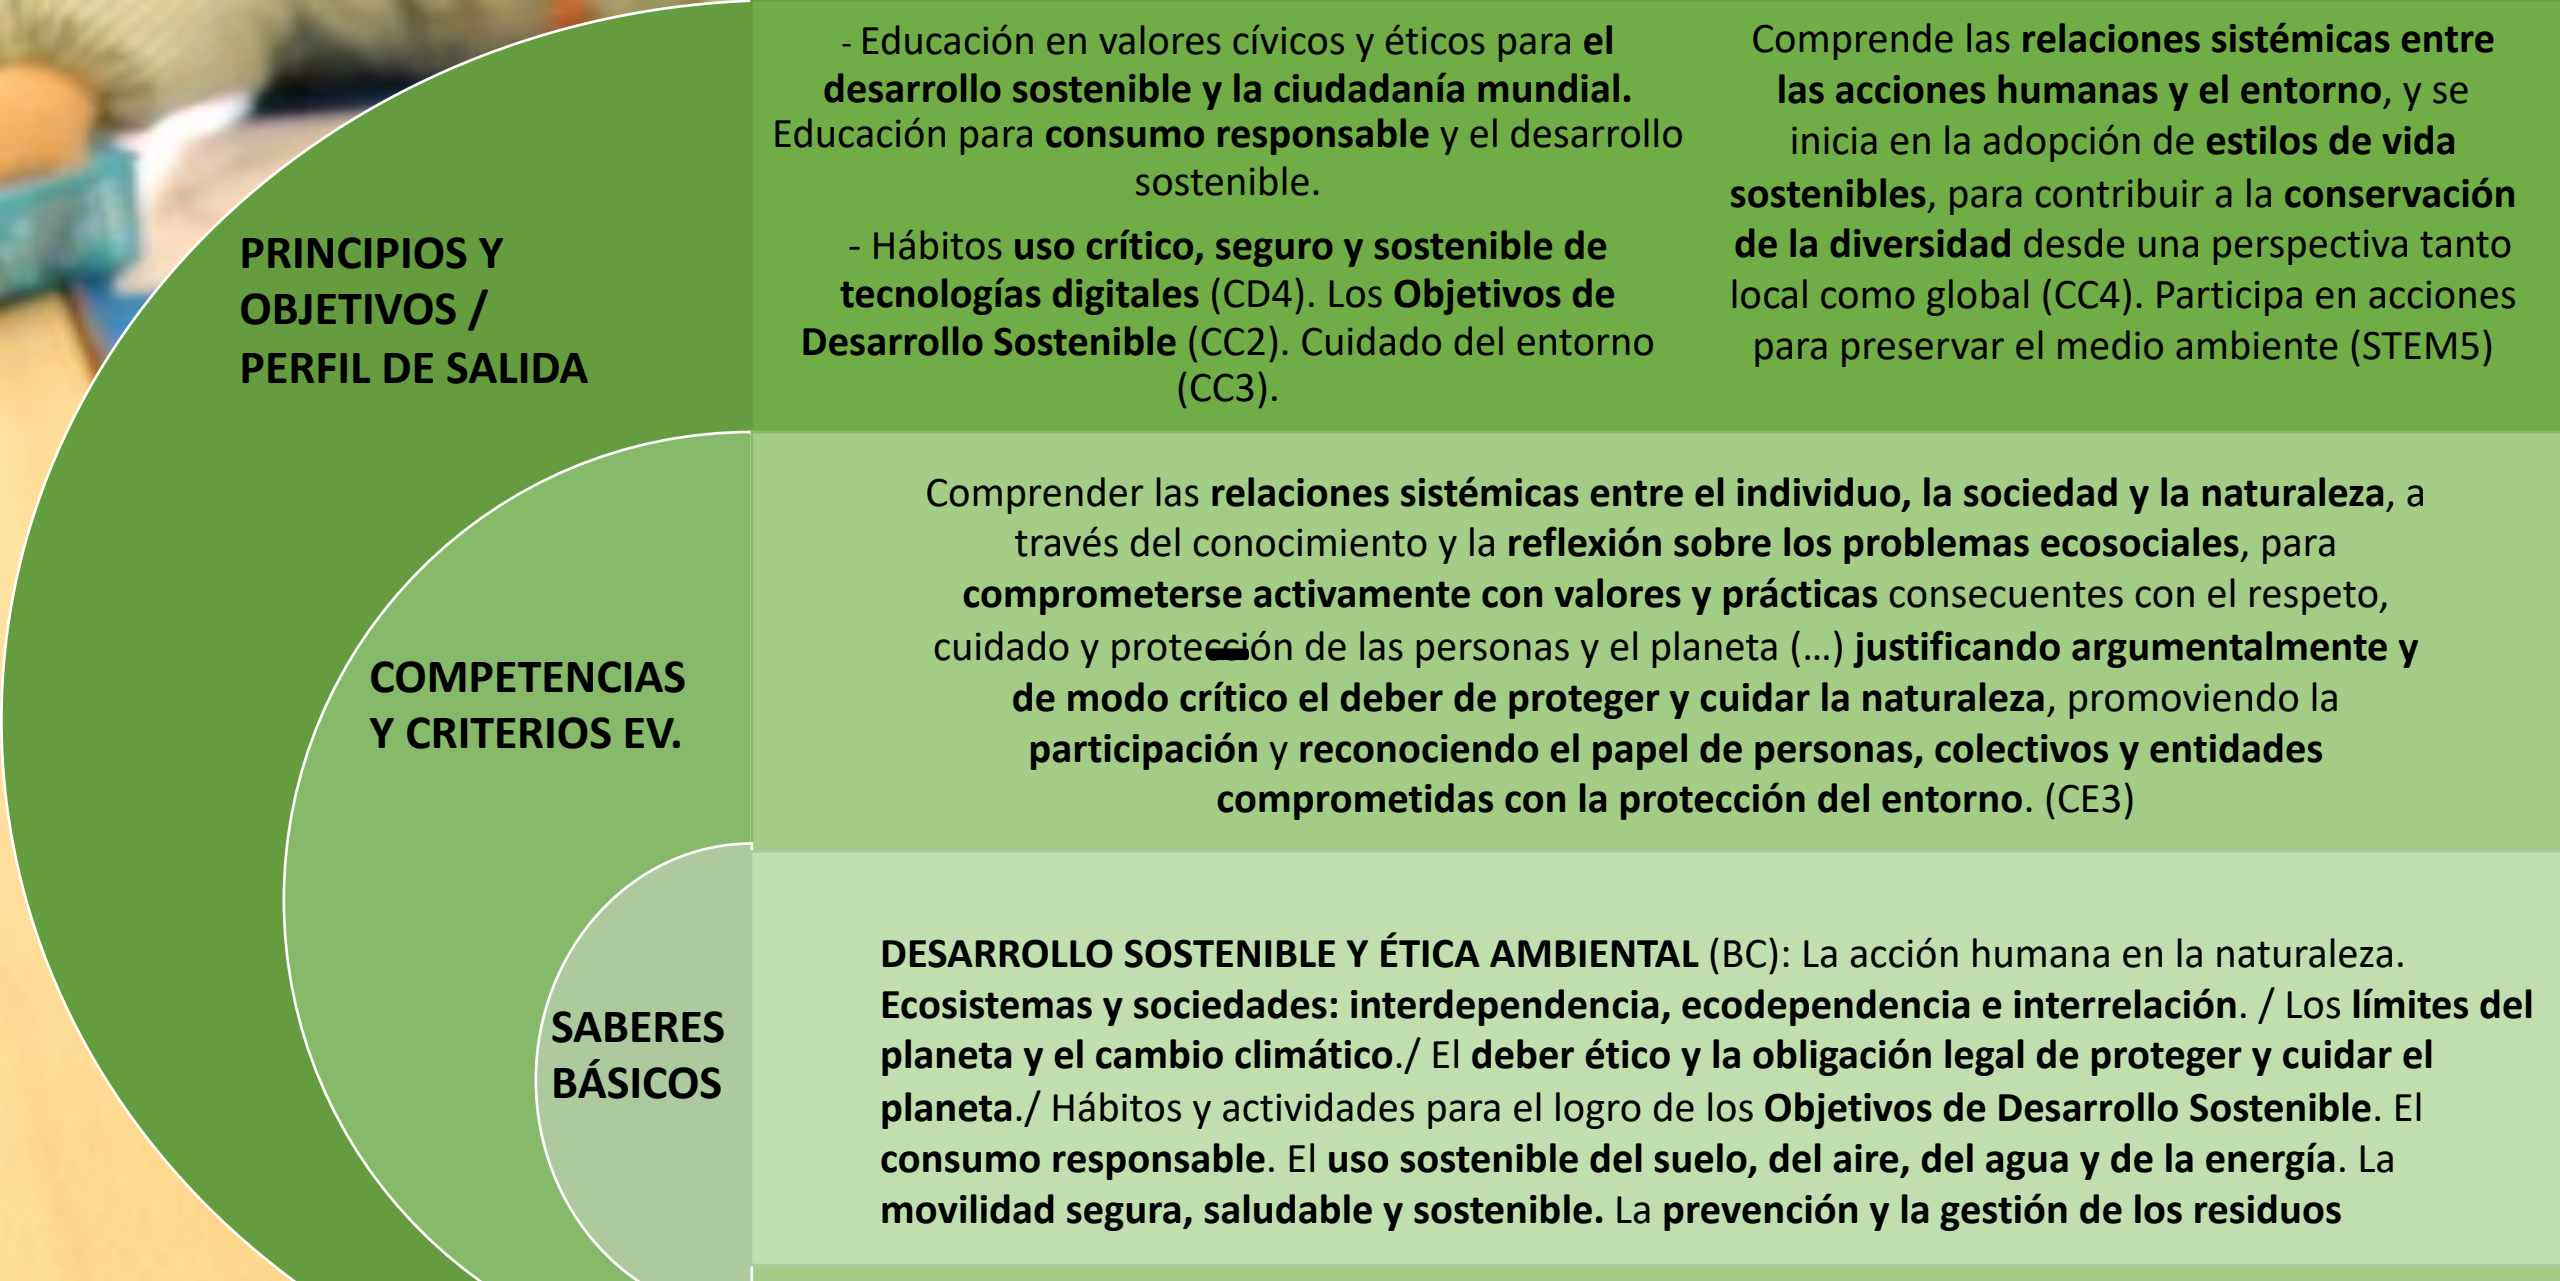 PRINCIPIOS Y
OBJETIVOS /
PERFIL DE SALIDA
- Educación en valores cívicos y éticos para el
desarrollo sostenible y la ciudadanía mundial.
Educación para consumo responsable y el desarrollo
sostenible.
- Hábitos uso crítico, seguro y sostenible de
tecnologías digitales (CD4). Los Objetivos de
Desarrollo Sostenible (CC2). Cuidado del entorno
(CC3).
Comprende las relaciones sistémicas entre
las acciones humanas y el entorno, y se
inicia en la adopción de estilos de vida
sostenibles, para contribuir a la conservación
de la diversidad desde una perspectiva tanto
local como global (CC4). Participa en acciones
para preservar el medio ambiente (STEM5)
COMPETENCIAS
Y CRITERIOS EV.
Comprender las relaciones sistémicas entre el individuo, la sociedad y la naturaleza, a
través del conocimiento y la reflexión sobre los problemas ecosociales, para
comprometerse activamente con valores y prácticas consecuentes con el respeto,
cuidado y protección de las personas y el planeta (…) justificando argumentalmente y
de modo crítico el deber de proteger y cuidar la naturaleza, promoviendo la
participación y reconociendo el papel de personas, colectivos y entidades
comprometidas con la protección del entorno. (CE3)
SABERES
BÁSICOS
DESARROLLO SOSTENIBLE Y ÉTICA AMBIENTAL (BC): La acción humana en la naturaleza.
Ecosistemas y sociedades: interdependencia, ecodependencia e interrelación. / Los límites del
planeta y el cambio climático./ El deber ético y la obligación legal de proteger y cuidar el
planeta./ Hábitos y actividades para el logro de los Objetivos de Desarrollo Sostenible. El
consumo responsable. El uso sostenible del suelo, del aire, del agua y de la energía. La
movilidad segura, saludable y sostenible. La prevención y la gestión de los residuos